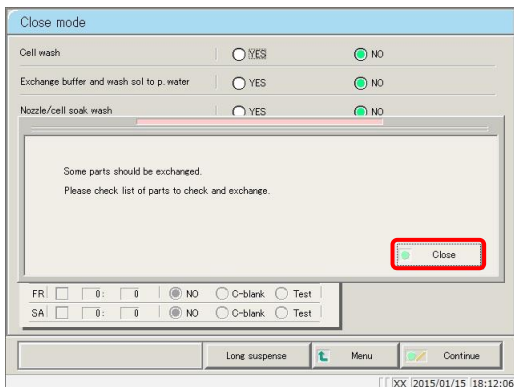 Close mode
Cell wash YES NO
Exchange buffer and wash sol to p. water YES NO
Nozzle/cell soak wash YES NO
Some parts should be exchanged.
Please check list of parts to check and exchange.
Close
FR 0: 0 NO C-blank Test
SA 0: 0 NO C-blank Test
Long suspense Menu Continue
XX 2015/01/15 18:12:06